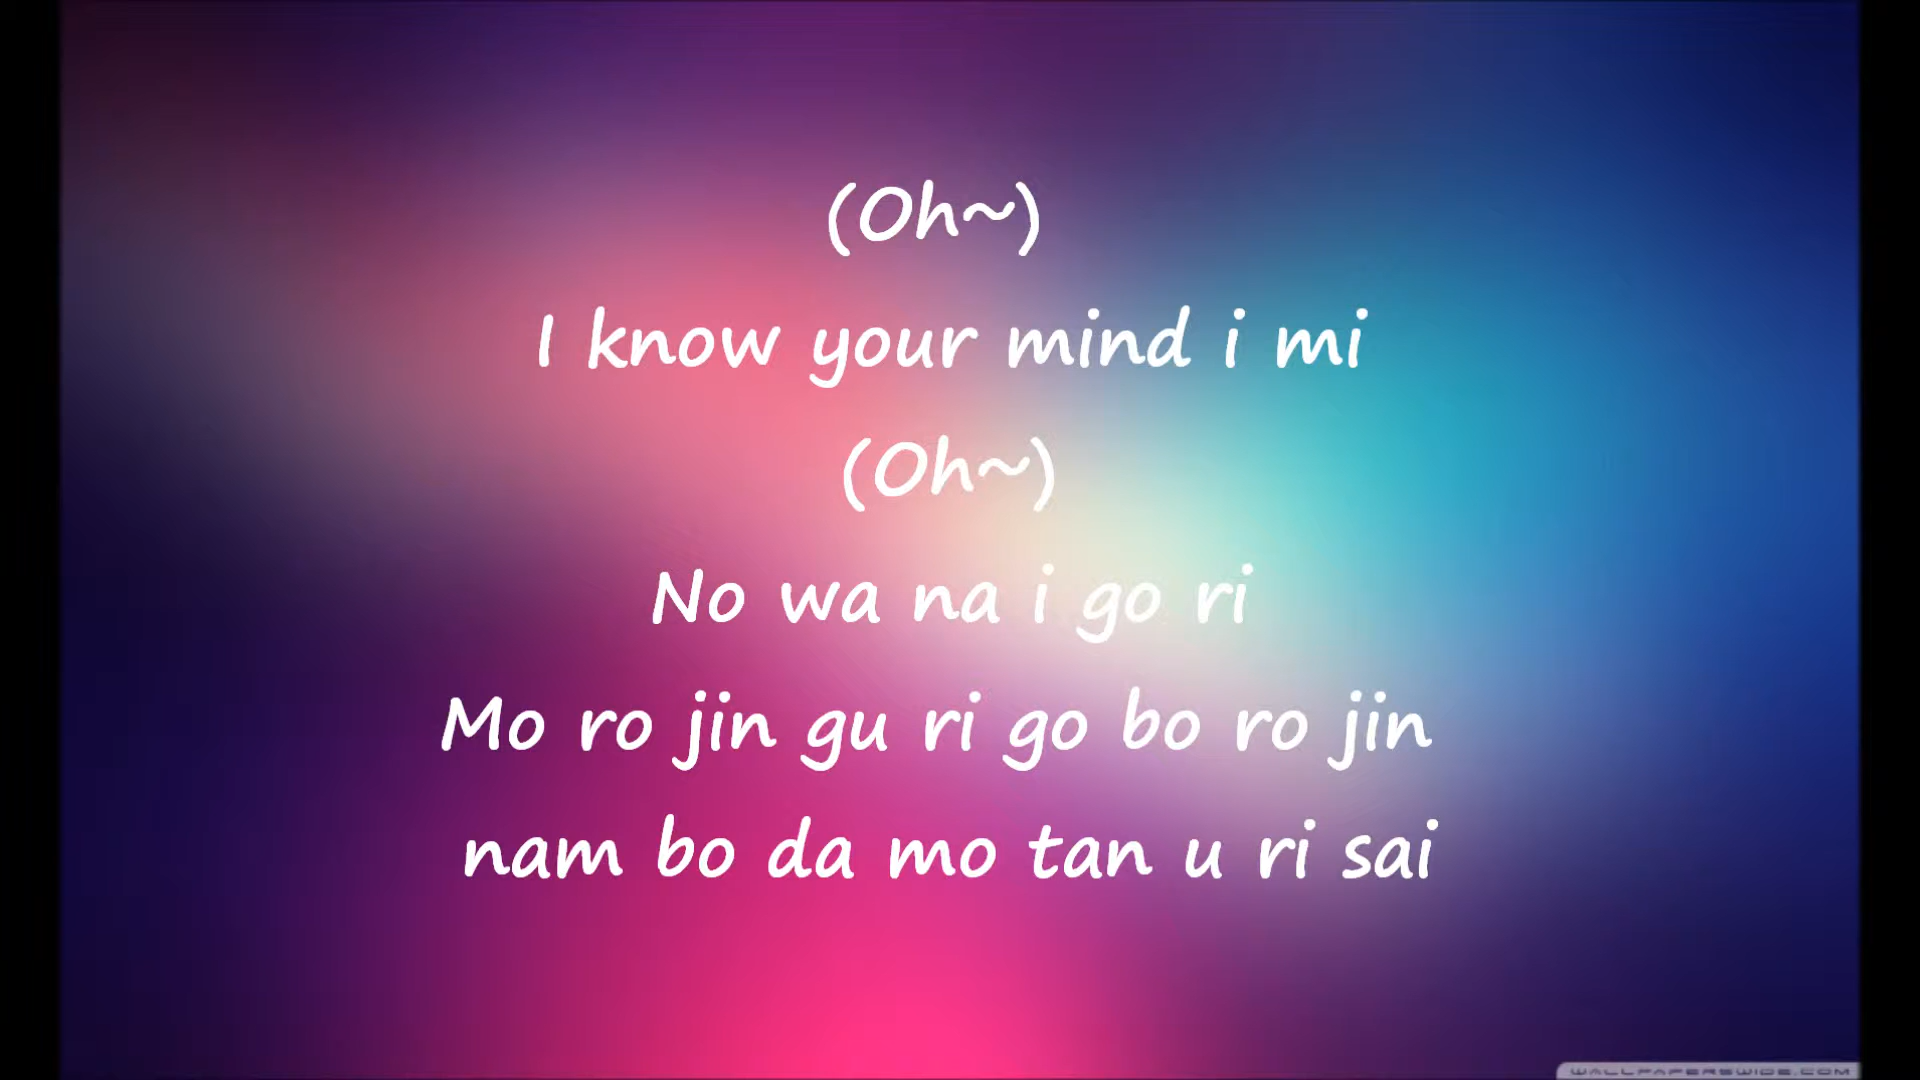 (Oh~)
I know your mind i mi
(Oh~)
No wa na i go ri
Mo ro jin gu ri go bo ro jin
nam bo da mo tan u ri sai
WALLPAPERSWIDE.COM